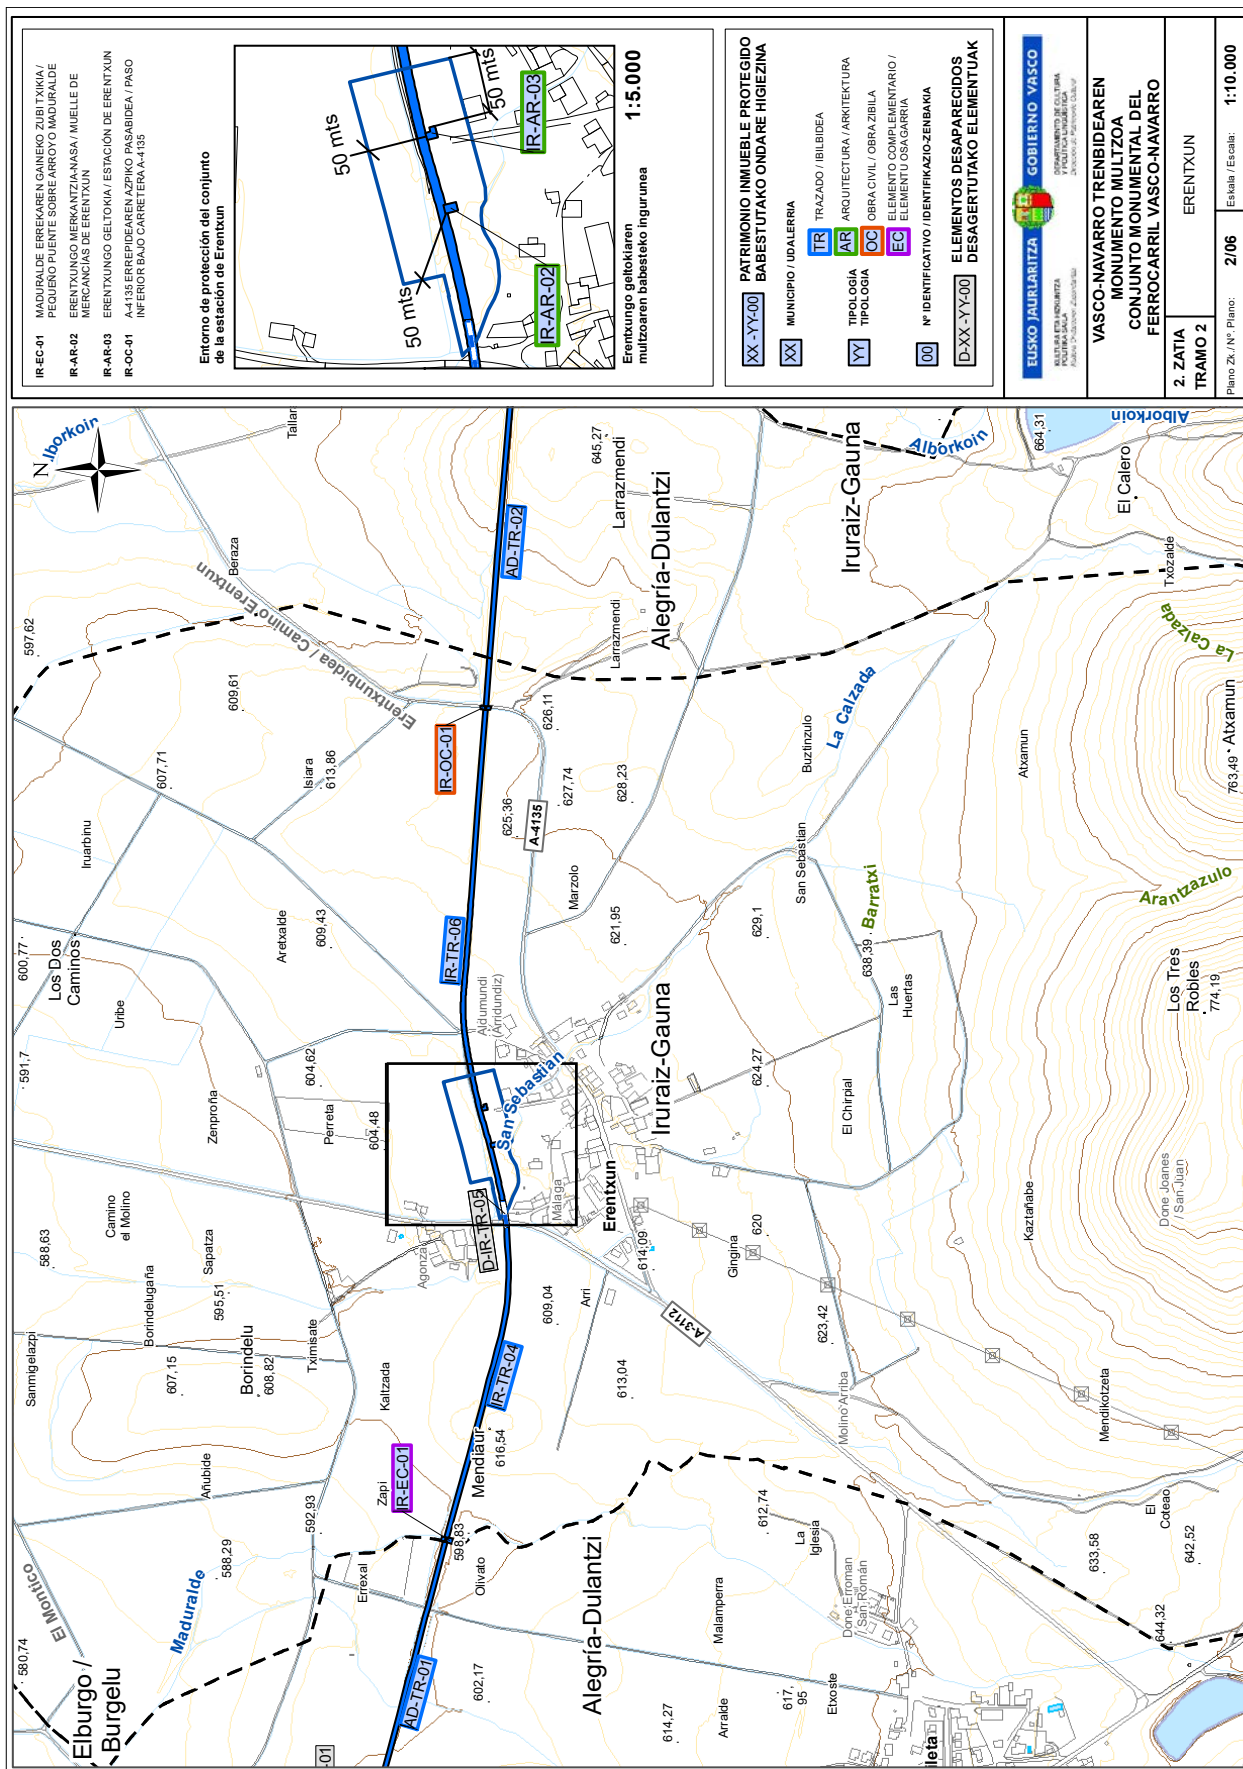 IR-EC-01
MADURALDE ERREKAREN GAINEKO ZUBI TXIKIA /
PEQUEÑO PUENTE SOBRE ARROYO MADURALDE
IR-AR-02
ERENTXUNGO MERKANTZIA-NASA / MUELLE DE
MERCANCIAS DE ERENTXUN
IR-AR-03
ERENTXUNGO GELTOKIA / ESTACIÓN DE ERENTXUN
IR-OC-01
A-4135 ERREPIDEAREN AZPIKO PASABIDEA / PASO
INFERIOR BAJO CARRETERA A-4135
Entorno de protección del conjunto
de la estación de Erentxun
50 mts
50 mts
50 mts
IR-AR-02
IR-AR-03
Erentxungo geltokiaren
multzoaren babesteko ingurunea
1:5.000
XX -YY-00
PATRIMONIO INMUEBLE PROTEGIDO
BABESTUTAKO ONDARE HIGIEZINA
XX
MUNICIPIO / UDALERRIA
YY
TIPOLOGÍA
TIPOLOGIA
TR
TRAZADO / IBILBIDEA
AR
ARQUITECTURA / ARKITEKTURA
OC
OBRA CIVIL / OBRA ZIBILA
EC
ELEMENTO COMPLEMENTARIO /
ELEMENTU OSAGARRIA
00
Nº IDENTIFICATIVO / IDENTIFIKAZIO-ZENBAKIA
D-XX -YY-00
ELEMENTOS DESAPARECIDOS
DESAGERTUTAKO ELEMENTUAK
EUSKO JAURLARITZA
GOBIERNO VASCO
DEPARTAMENTO DE CULTURA
Y POLÍTICA LINGÜÍSTICA
VASCO-NAVARRO TRENBIDEAREN
MONUMENTO MULTZOA
CONJUNTO MONUMENTAL DEL
FERROCARRIL VASCO-NAVARRO
2. ZATIA
TRAMO 2
ERENTXUN
Plano Zk. / Nº. Plano:
2/06
Eskala / Escala:
1:10.000
N
Alborkoin
Tallar
Beraza
597,62
Erentxunbidea / Camino Erentxun
609,61
607,71
Isiara
613,86
Iruarbinu
Aretxalde
609,43
600,77
Los Dos
Caminos
Uribe
591,7
604,62
Zenproña
Perreta
604,48
Camino
el Molino
588,63
Sapatza
595,51
Borindelugaña
Sanmigelazpi
607,15
Borindelu
608,82
Tximisate
Kaltzada
Añubide
592,93
Zapi
588,29
Maduralde
Errexal
El Montico
580,74
Elburgo /
Burgelu
AD-TR-02
645,27
Larrazmendi
Alegría-Dulantzi
Larrazmendi
IR-OC-01
626,11
625,36
627,74
628,23
A-4135
Marzolo
621,95
IR-TR-06
Aldumundi
(Arridundiz)
San Sebastian
Málaga
Erentxun
Iruraiz-Gauna
Agonza
D-IR-TR-05
614,09
609,04
Arri
A-3112
613,04
IR-TR-04
Mendiaur
616,54
IR-EC-01
598,83
Olivato
AD-TR-01
602,17
Alegría-Dulantzi
614,27
Arralde
Malamperra
Iruraiz-Gauna
Alborkoin
664,31
Alborkoin
El Calero
Txozalde
La Calzada
La Calzada
Buztinzulo
Atxamun
763,49
Atxamun
San Sebastian
Barratxi
638,39
629,1
Las
Huertas
Arantzazulo
Los Tres
Robles
774,19
624,27
El Chirpial
620
Gingina
Kaztañabe
Done Joanes
/ San Juan
623,42
Molino Arriba
Mendikotzeta
612,74
La
Iglesia
El
Coteao
633,58
642,52
Done Erroman
/ San Román
644,32
617,
95
Etxoste
ileta
-01